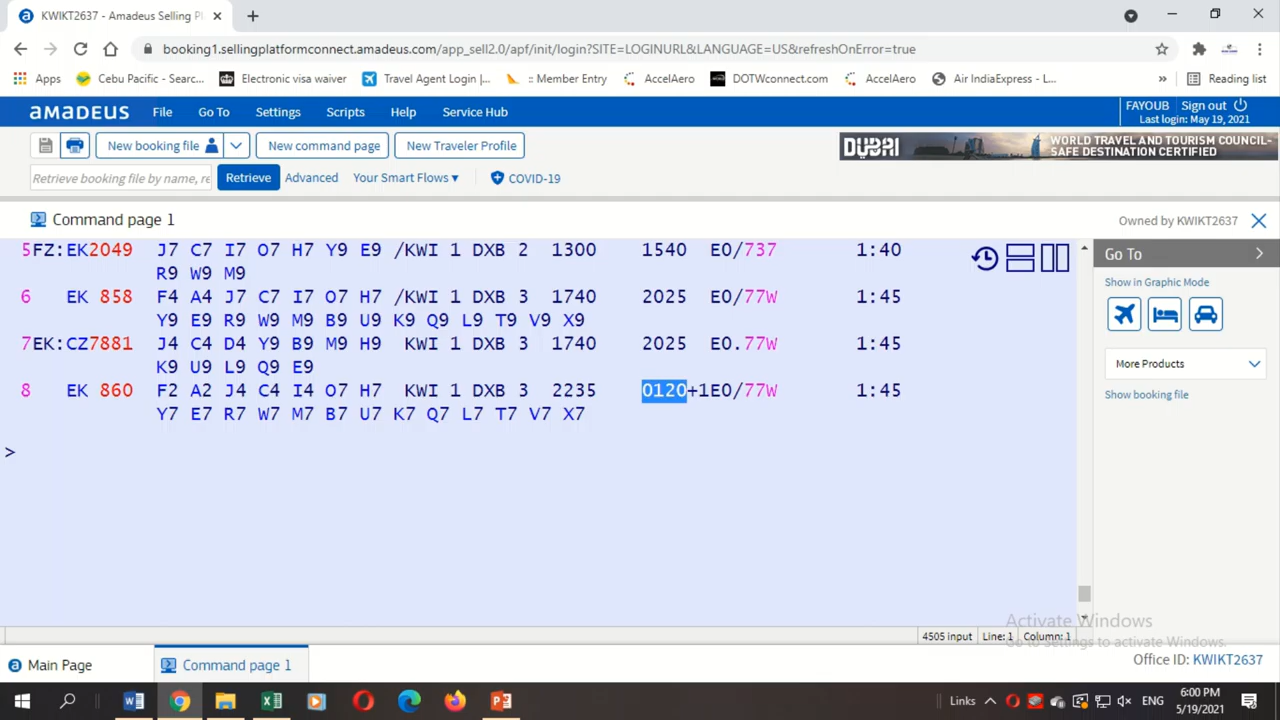 KWIKT2637 - Amadeus Selling Pl
booking1.sellingplatformconnect.amadeus.com/app_sell2.0/apf/init/login?SITE=LOGINURL&LANGUAGE=US&refreshOnError=true
Apps Cebu Pacific - Searc... Electronic visa waiver Travel Agent Login |... :: Member Entry AccelAero DOTWconnect.com AccelAero Air IndiaExpress - L... » Reading list
amadeus File Go To Settings Scripts Help Service Hub FAYOUB Sign out
Last login: May 19, 2021
New booking file New command page New Traveler Profile DUBAI WORLD TRAVEL AND TOURISM COUNCIL-
SAFE DESTINATION CERTIFIED
Retrieve booking file by name, re Retrieve Advanced Your Smart Flows ▾ COVID-19
Command page 1 Owned by KWIKT2637
5FZ:EK2049 J7 C7 I7 O7 H7 Y9 E9 /KWI 1 DXB 2 1300 1540 E0/737 1:40
R9 W9 M9
6 EK 858 F4 A4 J7 C7 I7 O7 H7 /KWI 1 DXB 3 1740 2025 E0/77W 1:45
Y9 E9 R9 W9 M9 B9 U9 K9 Q9 L9 T9 V9 X9
7EK:CZ7881 J4 C4 D4 Y9 B9 M9 H9 KWI 1 DXB 3 1740 2025 E0.77W 1:45
K9 U9 L9 Q9 E9
8 EK 860 F2 A2 J4 C4 I4 O7 H7 KWI 1 DXB 3 2235 0120+1E0/77W 1:45
Y7 E7 R7 W7 M7 B7 U7 K7 Q7 L7 T7 V7 X7
>
Go To
Show in Graphic Mode
More Products
Show booking file
Activate Windows
Go to Settings to activate Windows.
4505 input Line: 1 Column: 1
Main Page Command page 1 Office ID: KWIKT2637
Links ENG 6:00 PM
5/19/2021